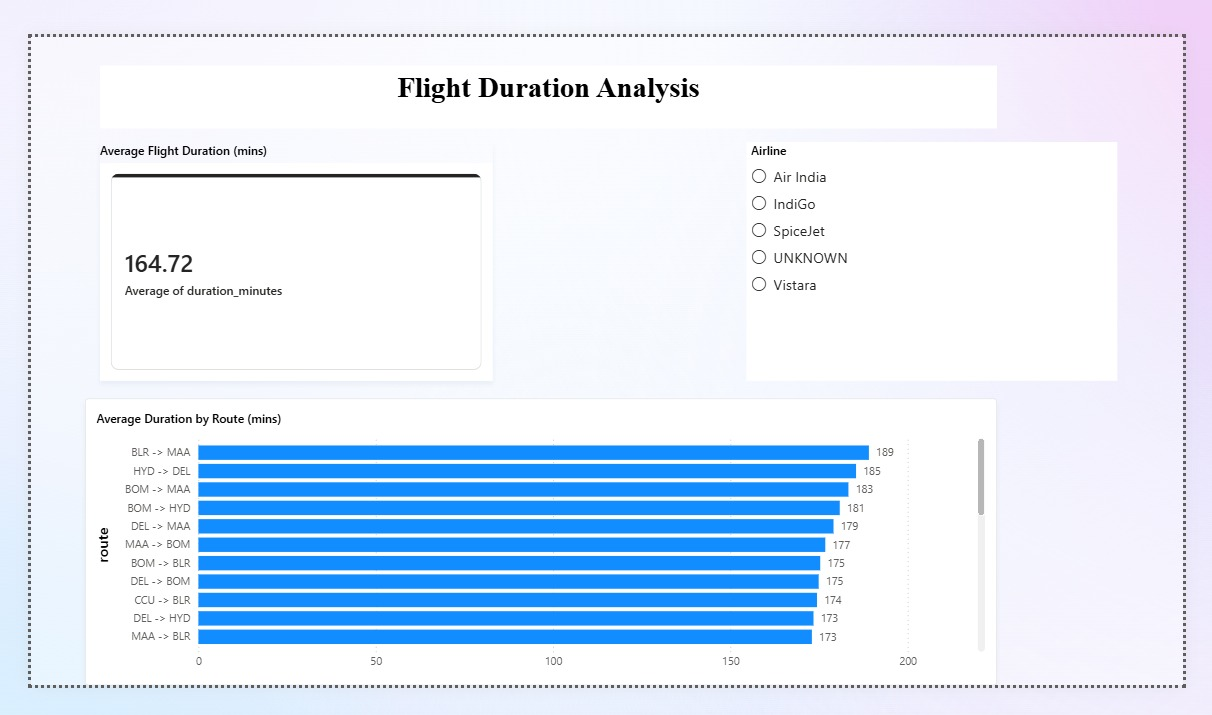 Flight Duration Analysis
Average Flight Duration (mins)
164.72
Average of duration_minutes
Airline
Air India
IndiGo
SpiceJet
UNKNOWN
Vistara
Average Duration by Route (mins)
route
BLR -> MAA 189
HYD -> DEL 185
BOM -> MAA 183
BOM -> HYD 181
DEL -> MAA 179
MAA -> BOM 177
BOM -> BLR 175
DEL -> BOM 175
CCU -> BLR 174
DEL -> HYD 173
MAA -> BLR 173
0 50 100 150 200